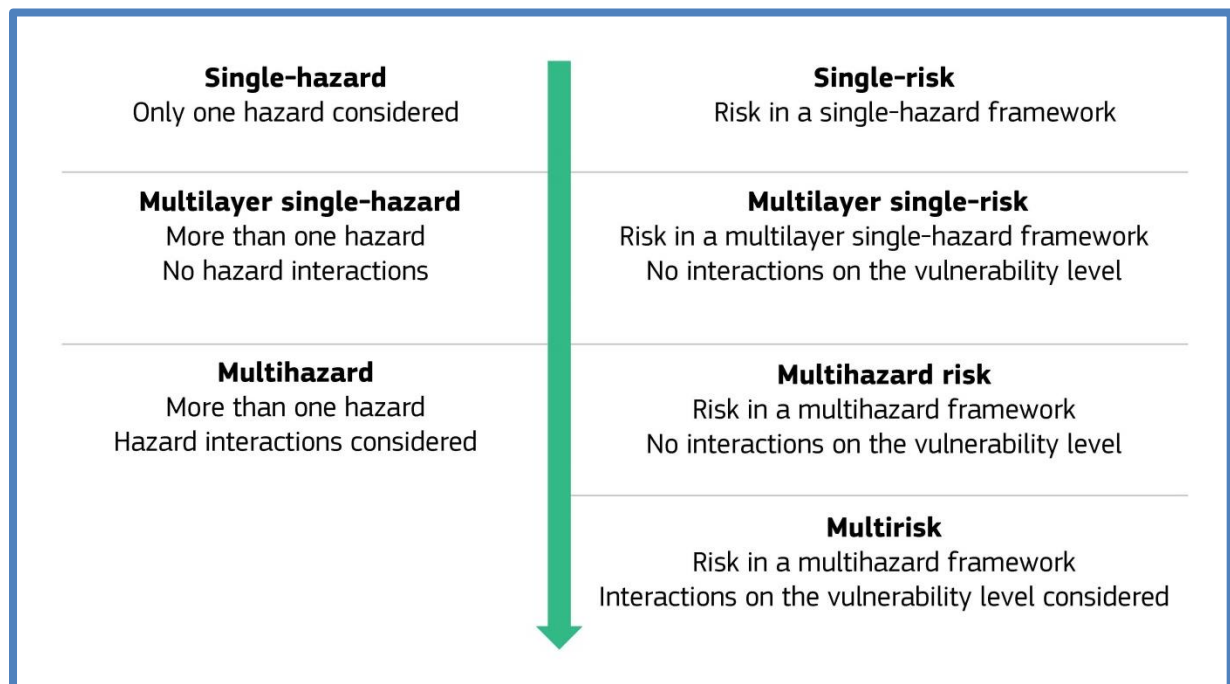 Single-hazard
Only one hazard considered
Single-risk
Risk in a single-hazard framework
Multilayer single-hazard
More than one hazard
No hazard interactions
Multilayer single-risk
Risk in a multilayer single-hazard framework
No interactions on the vulnerability level
Multihazard
More than one hazard
Hazard interactions considered
Multihazard risk
Risk in a multihazard framework
No interactions on the vulnerability level
Multirisk
Risk in a multihazard framework
Interactions on the vulnerability level considered